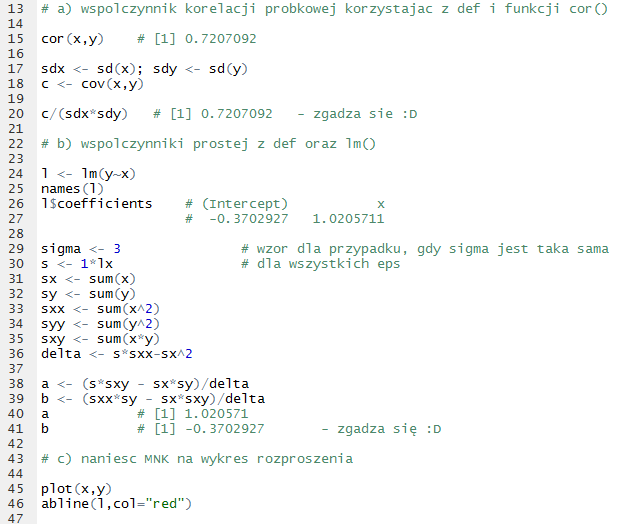 13 # a) wspolczynnik korelacji probkowej korzystajac z def i funkcji cor()
14
15 cor(x,y) # [1] 0.7207092
16
17 sdx <- sd(x); sdy <- sd(y)
18 c <- cov(x,y)
19
20 c/(sdx*sdy) # [1] 0.7207092 - zgadza sie :D
21
22 # b) wspolczynniki prostej z def oraz lm()
23
24 l <- lm(y~x)
25 names(l)
26 l$coefficients # (Intercept) x
27 # -0.3702927 1.0205711
28
29 sigma <- 3 # wzor dla przypadku, gdy sigma jest taka sama
30 s <- 1*lx # dla wszystkich eps
31 sx <- sum(x)
32 sy <- sum(y)
33 sxx <- sum(x^2)
34 syy <- sum(y^2)
35 sxy <- sum(x*y)
36 delta <- s*sxx-sx^2
37
38 a <- (s*sxy - sx*sy)/delta
39 b <- (sxx*sy - sx*sxy)/delta
40 a # [1] 1.020571
41 b # [1] -0.3702927 - zgadza się :D
42
43 # c) naniesc MNK na wykres rozproszenia
44
45 plot(x,y)
46 abline(l,col="red")
47